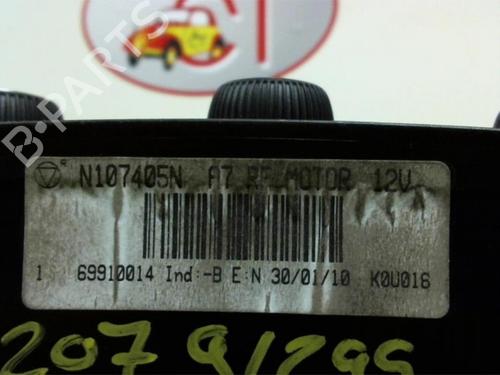 B-PARTS
N107405N A7 RF.MOTOR 12V
1 69910014 Ind:-B E:N 30/01/10 K0U016
207 9/295